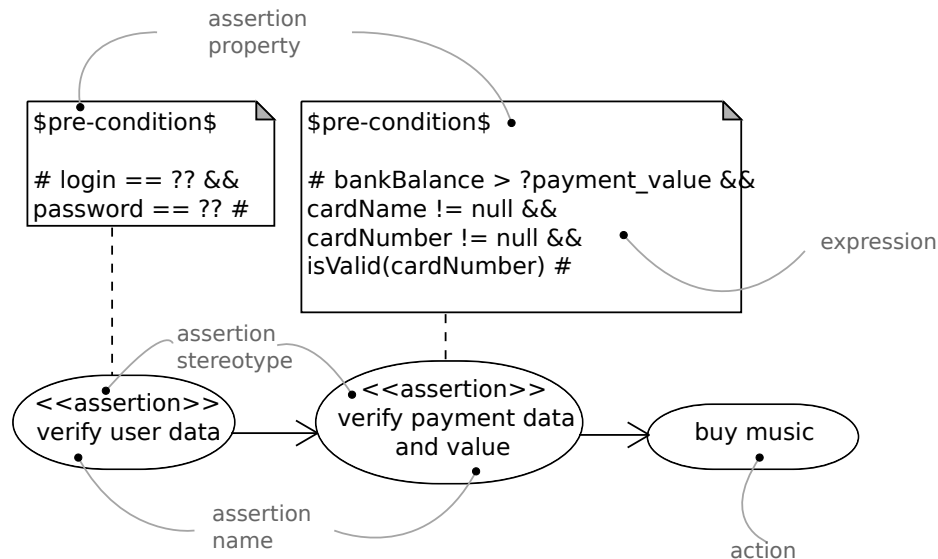 assertion
property
$pre-condition$
# login == ?? &&
password == ?? #
$pre-condition$
# bankBalance > ?payment_value &&
cardName != null &&
cardNumber != null &&
isValid(cardNumber) #
expression
assertion
stereotype
<<assertion>>
verify user data
<<assertion>>
verify payment data
and value
buy music
assertion
name
action